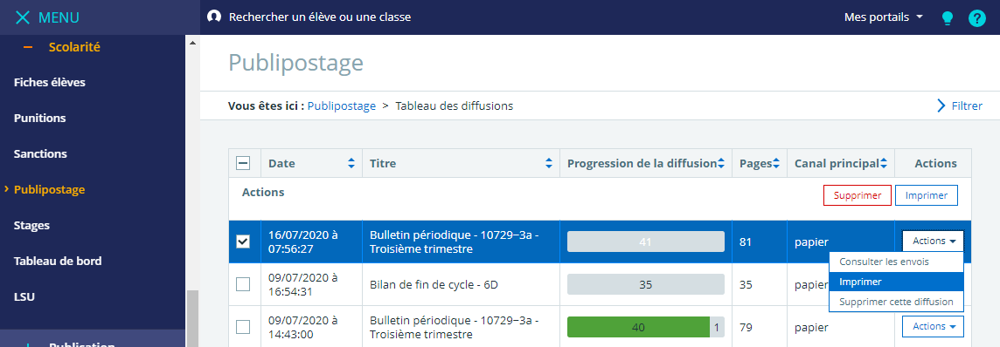 MENU
Rechercher un élève ou une classe
Mes portails
?
Scolarité
Fiches élèves
Punitions
Sanctions
Publipostage
Stages
Tableau de bord
LSU
Publication
Publipostage
Vous êtes ici : Publipostage > Tableau des diffusions
Filtrer
Date Titre Progression de la diffusion Pages Canal principal Actions
Actions Supprimer Imprimer
16/07/2020 à
07:56:27
Bulletin périodique - 10729–3a -
Troisième trimestre
41 81 papier Actions
Consulter les envois
Imprimer
Supprimer cette diffusion
09/07/2020 à
16:54:31
Bilan de fin de cycle - 6D 35 35 papier
09/07/2020 à
14:43:00
Bulletin périodique - 10729–3a -
Troisième trimestre
40 1 79 papier Actions